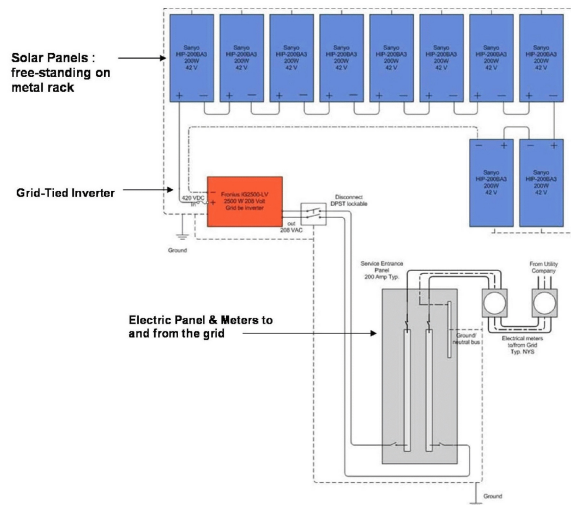 Solar Panels :
free-standing on
metal rack
Sanyo
HIP-200BA3
200W
42 V
+ —
Sanyo
HIP-200BA3
200W
42 V
+ —
Sanyo
HIP-200BA3
200W
42 V
+ —
Sanyo
HIP-200BA3
200W
42 V
+ —
Sanyo
HIP-200BA3
200W
42 V
+ —
Sanyo
HIP-200BA3
200W
42 V
+ —
Sanyo
HIP-200BA3
200W
42 V
+ —
Sanyo
HIP-200BA3
200W
42 V
+ —
— +
Sanyo
HIP-200BA3
200W
42 V
— +
Sanyo
HIP-200BA3
200W
42 V
Grid-Tied Inverter
420 VDC
in
—
+
Fronius IG2500-LV
2500 W 208 Volt
Grid tie inverter
out
208 VAC
Disconnect
DPST lockable
Ground
Service Entrance
Panel
200 Amp Typ.
From Utility
Company
Electric Panel & Meters to
and from the grid
Ground/
neutral bus
Electrical meters
to/from Grid
Typ. NYS
Ground